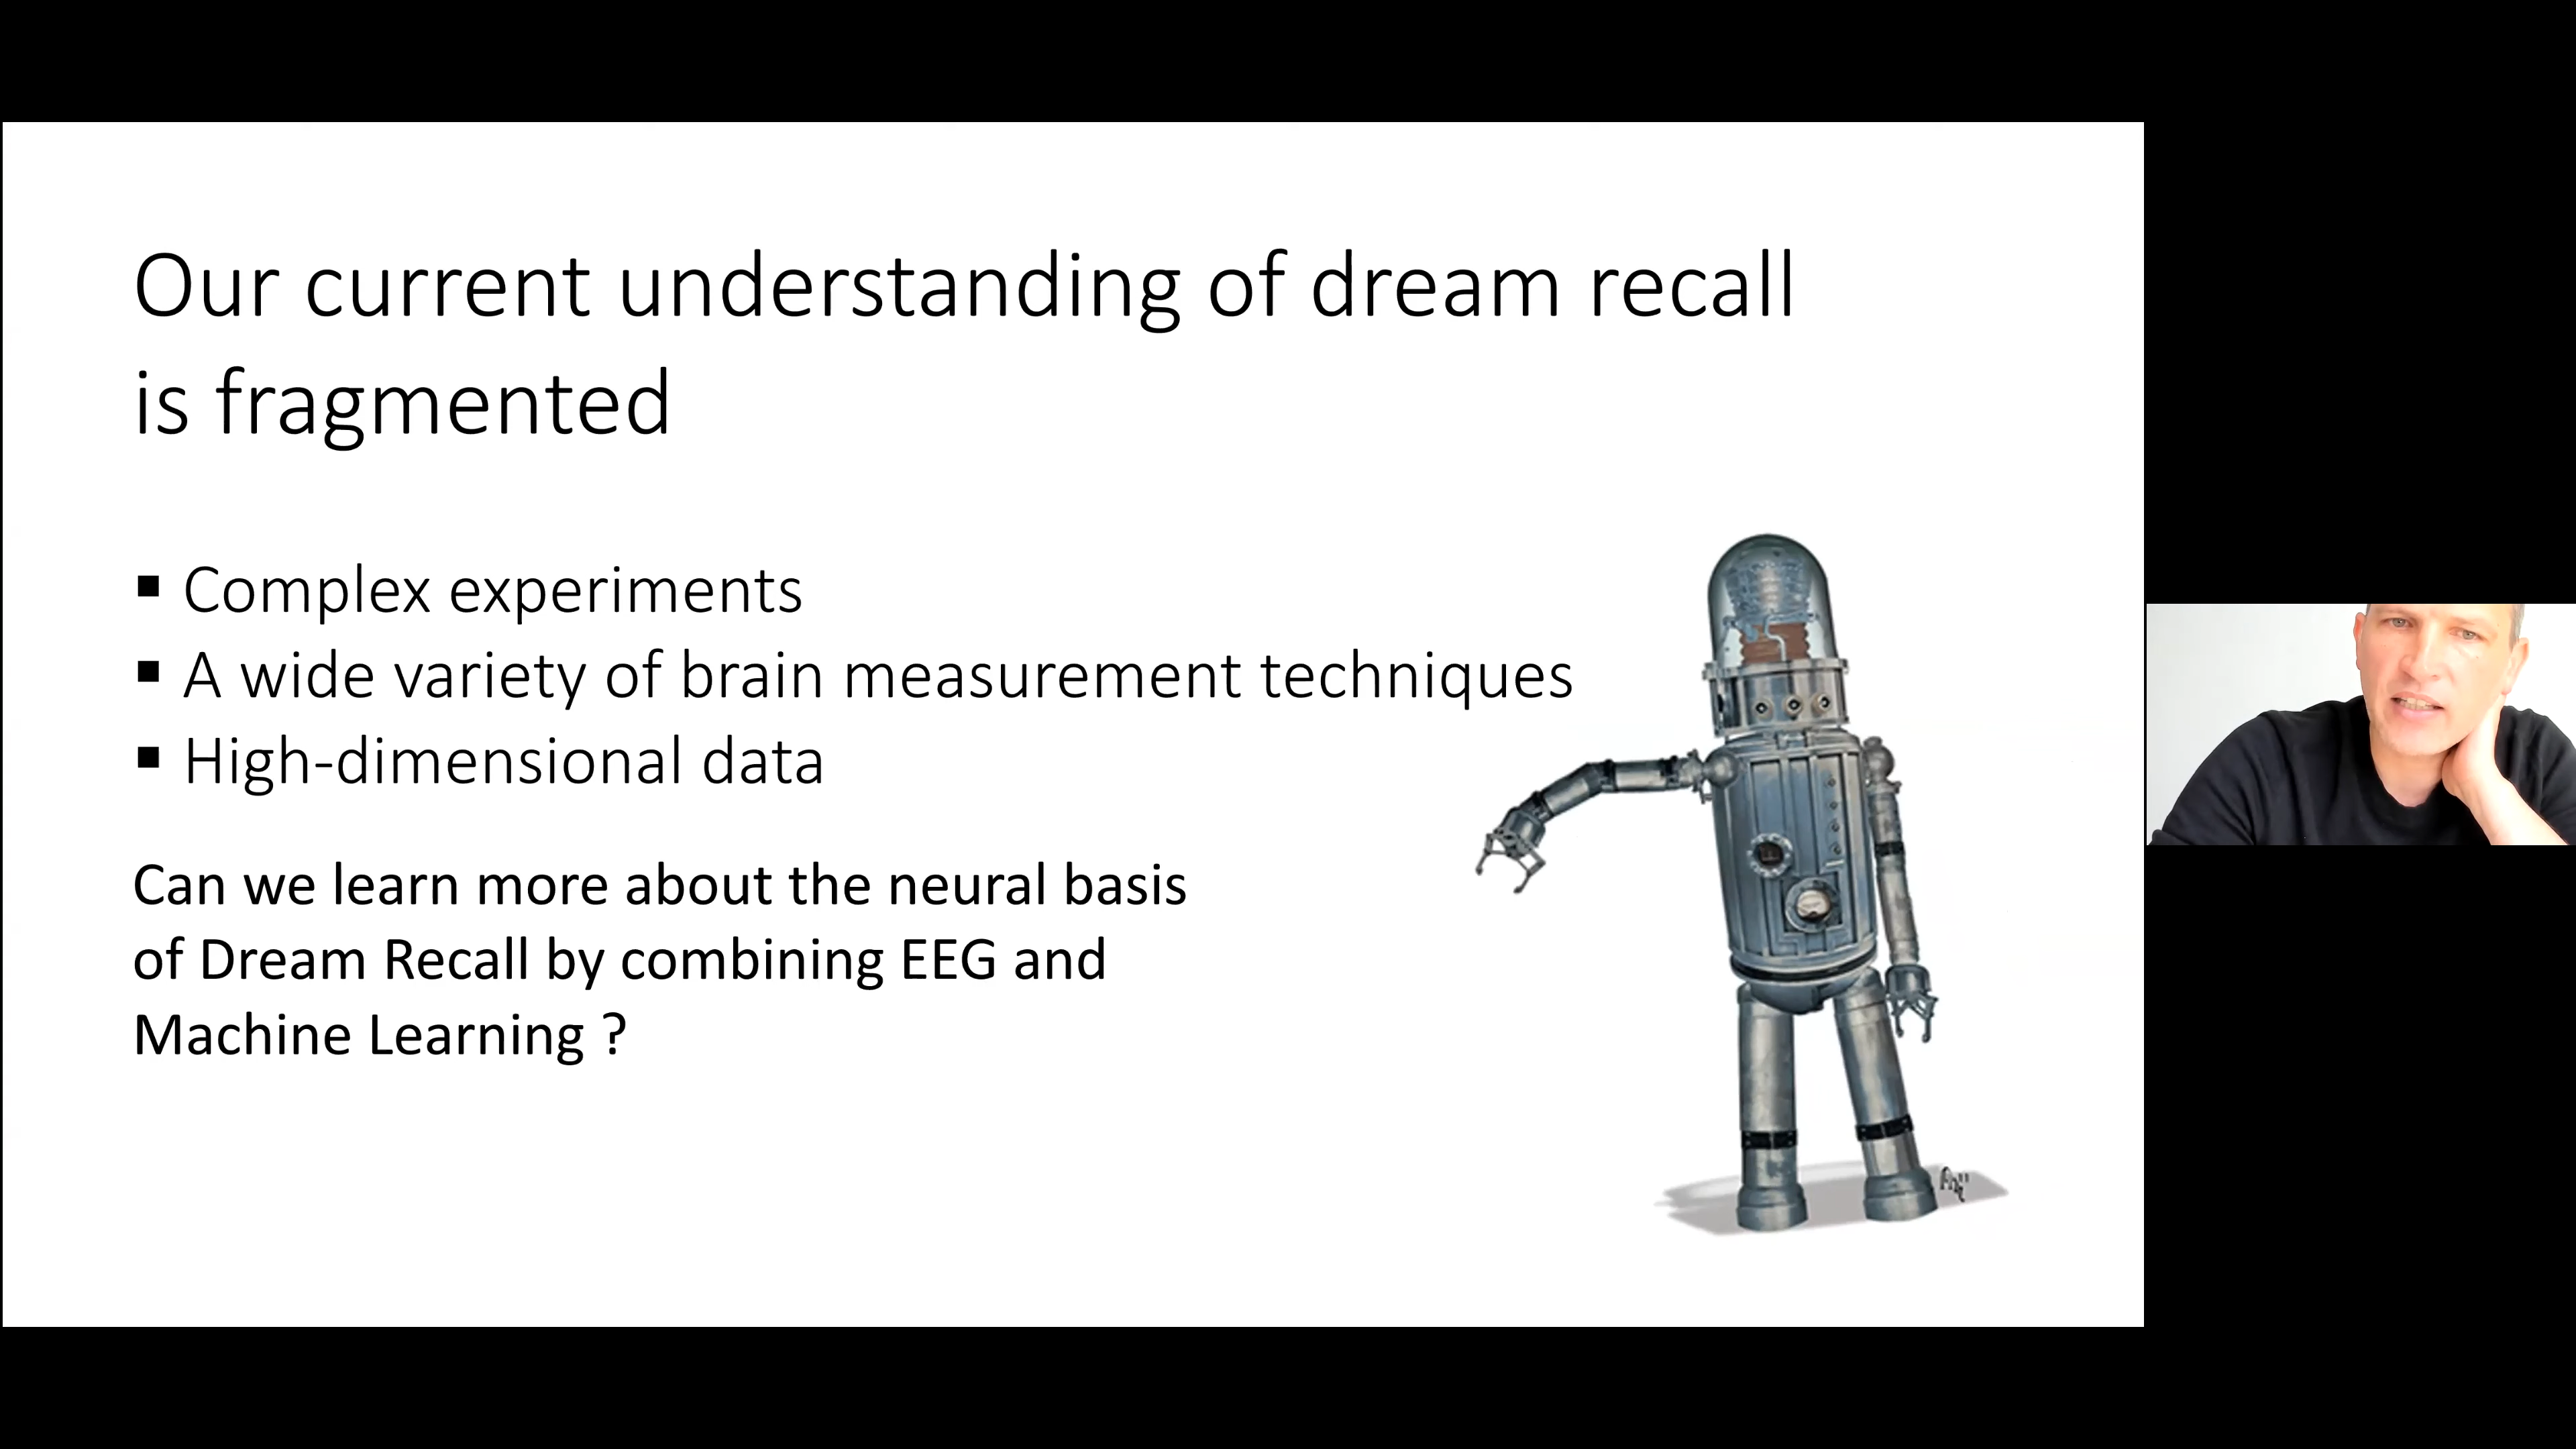 Our current understanding of dream recall
is fragmented
▪ Complex experiments
▪ A wide variety of brain measurement techniques
▪ High-dimensional data
Can we learn more about the neural basis
of Dream Recall by combining EEG and
Machine Learning ?